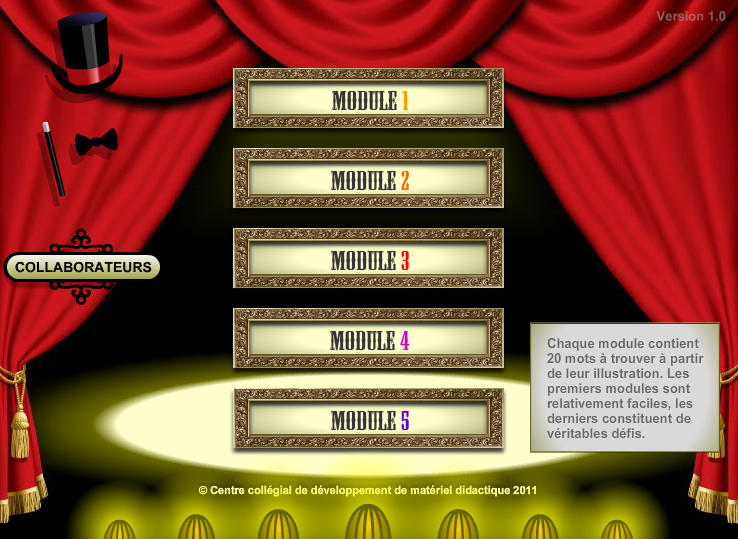 Version 1.0
MODULE 1
MODULE 2
MODULE 3
COLLABORATEURS
MODULE 4
Chaque module contient
20 mots à trouver à partir
de leur illustration. Les
premiers modules sont
relativement faciles, les
derniers constituent de
véritables défis.
MODULE 5
© Centre collégial de développement de matériel didactique 2011